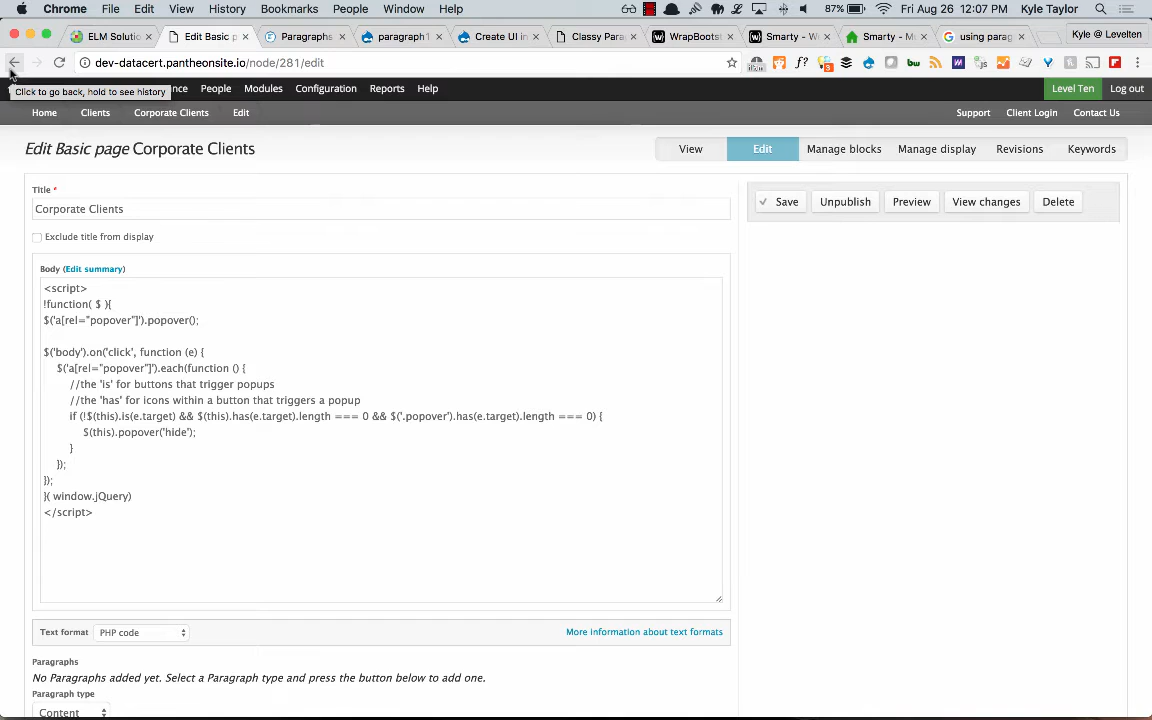 Chrome File Edit View History Bookmarks People Window Help 87% Fri Aug 26 12:07 PM Kyle Taylor
ELM Solutio Edit Basic p Paragraphs paragraph 1 Create UI in Classy Para WrapBootst Smarty - We Smarty - Mu using parag Kyle @ Levelten
dev-datacert.pantheonsite.io/node/281/edit
Click to go back, hold to see history
nance People Modules Configuration Reports Help Level Ten Log out
Home Clients Corporate Clients Edit Support Client Login Contact Us
Edit Basic page Corporate Clients View Edit Manage blocks Manage display Revisions Keywords
Title *
Corporate Clients
Save Unpublish Preview View changes Delete
Exclude title from display
Body (Edit summary)
<script>
!function( $ ){
$('a[rel="popover"]').popover();
$('body').on('click', function (e) {
$('a[rel="popover"]').each(function () {
//the 'is' for buttons that trigger popups
//the 'has' for icons within a button that triggers a popup
if (!$(this).is(e.target) && $(this).has(e.target).length === 0 && $('.popover').has(e.target).length === 0) {
$(this).popover('hide');
}
});
});
}( window.jQuery)
</script>
Text format PHP code More information about text formats
Paragraphs
No Paragraphs added yet. Select a Paragraph type and press the button below to add one.
Paragraph type
Content